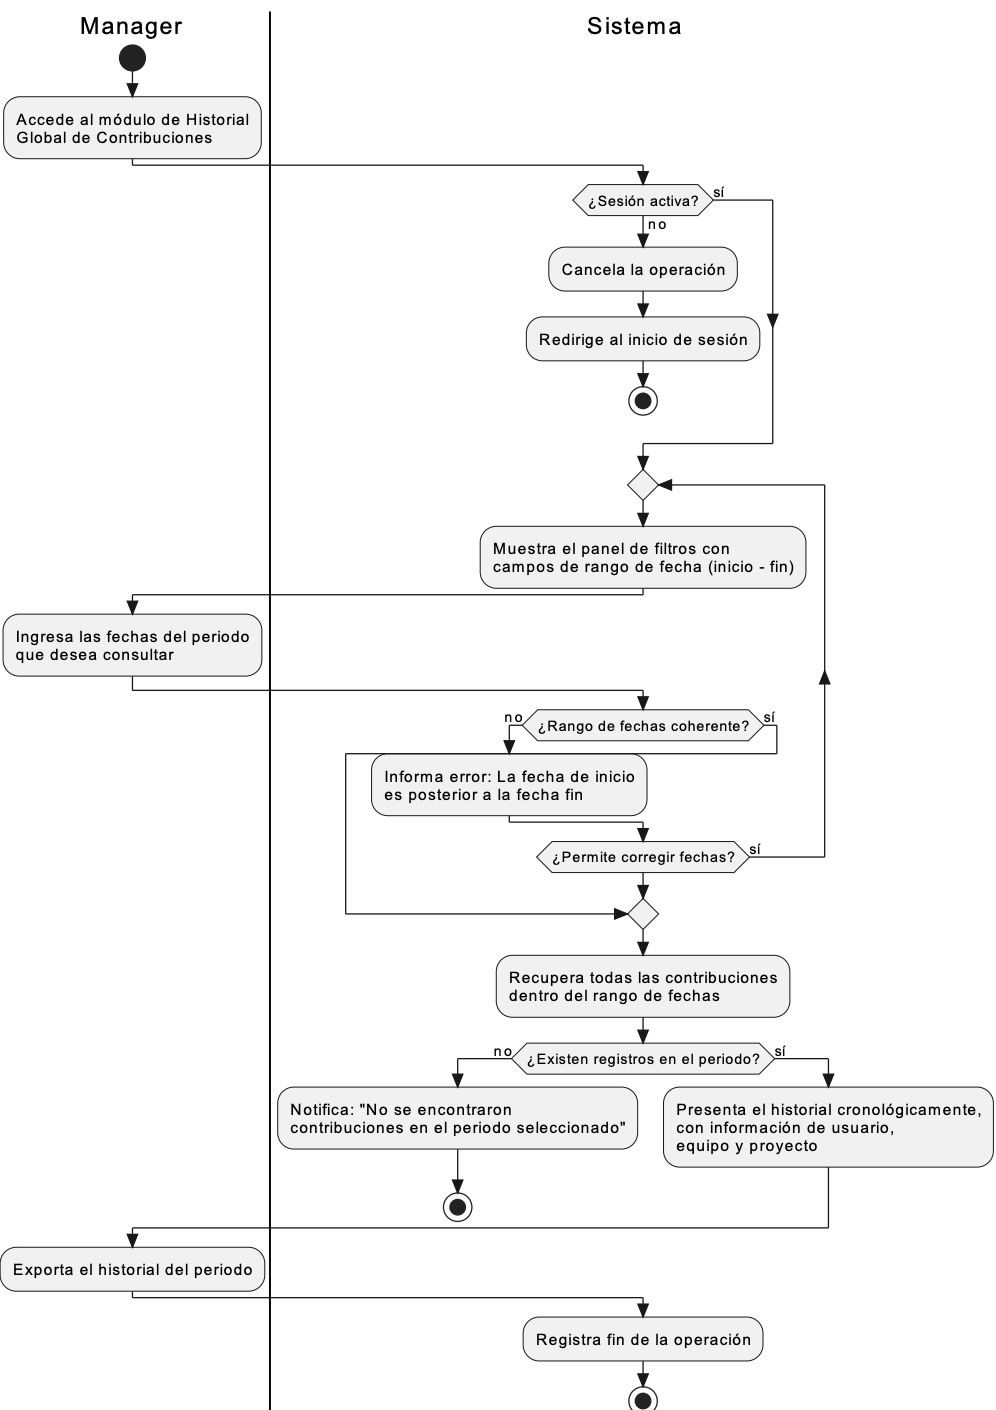 Manager
Sistema
Accede al módulo de Historial
Global de Contribuciones
¿Sesión activa?
sí
no
Cancela la operación
Redirige al inicio de sesión
Muestra el panel de filtros con
campos de rango de fecha (inicio - fin)
Ingresa las fechas del periodo
que desea consultar
no
¿Rango de fechas coherente?
sí
Informa error: La fecha de inicio
es posterior a la fecha fin
¿Permite corregir fechas?
sí
Recupera todas las contribuciones
dentro del rango de fechas
no
¿Existen registros en el periodo?
sí
Notifica: "No se encontraron
contribuciones en el periodo seleccionado"
Presenta el historial cronológicamente,
con información de usuario,
equipo y proyecto
Exporta el historial del periodo
Registra fin de la operación